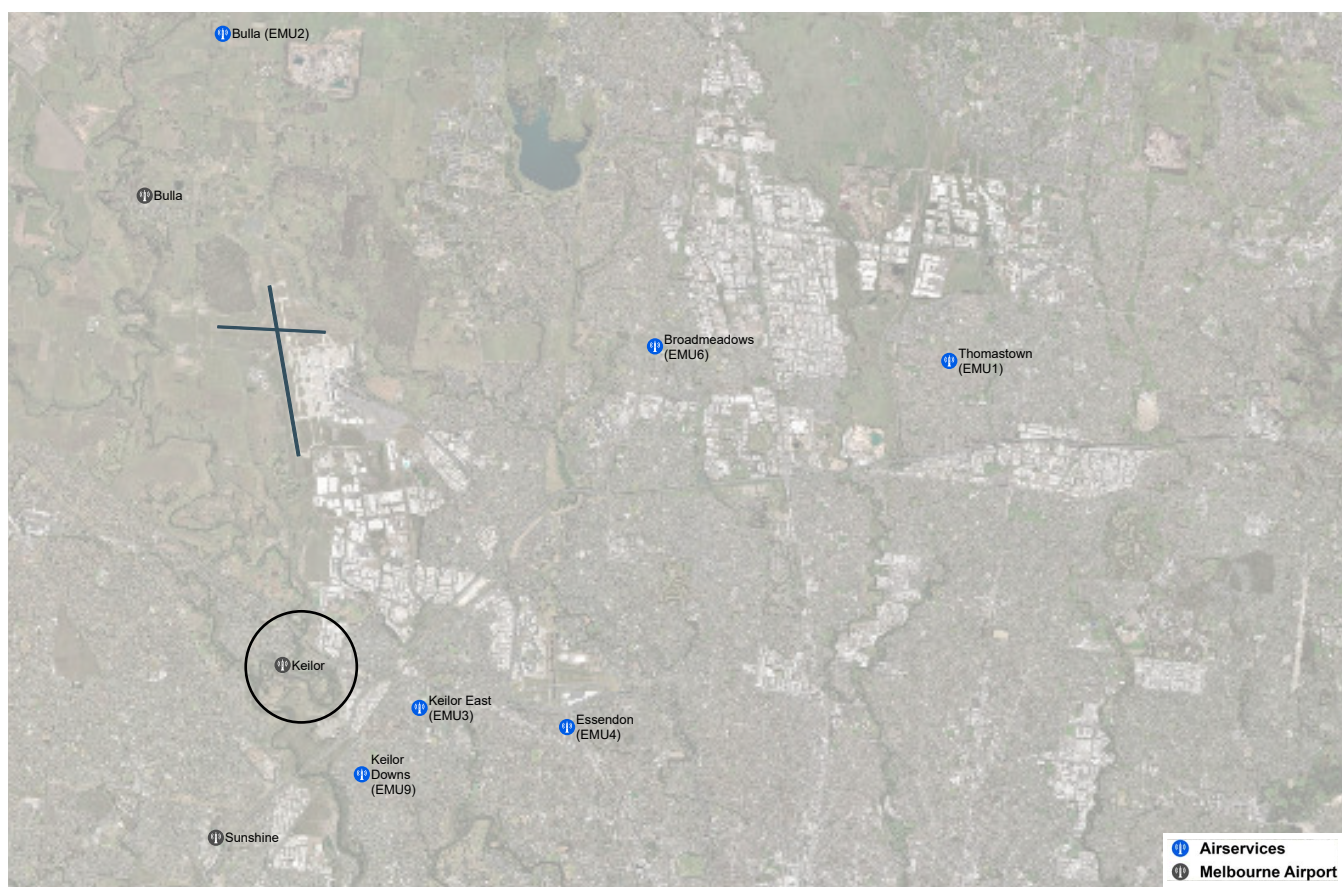 Bulla (EMU2)
Bulla
Broadmeadows
(EMU6)
Thomastown
(EMU1)
Keilor
Keilor East
(EMU3)
Essendon
(EMU4)
Keilor
Downs
(EMU9)
Sunshine
Airservices
Melbourne Airport